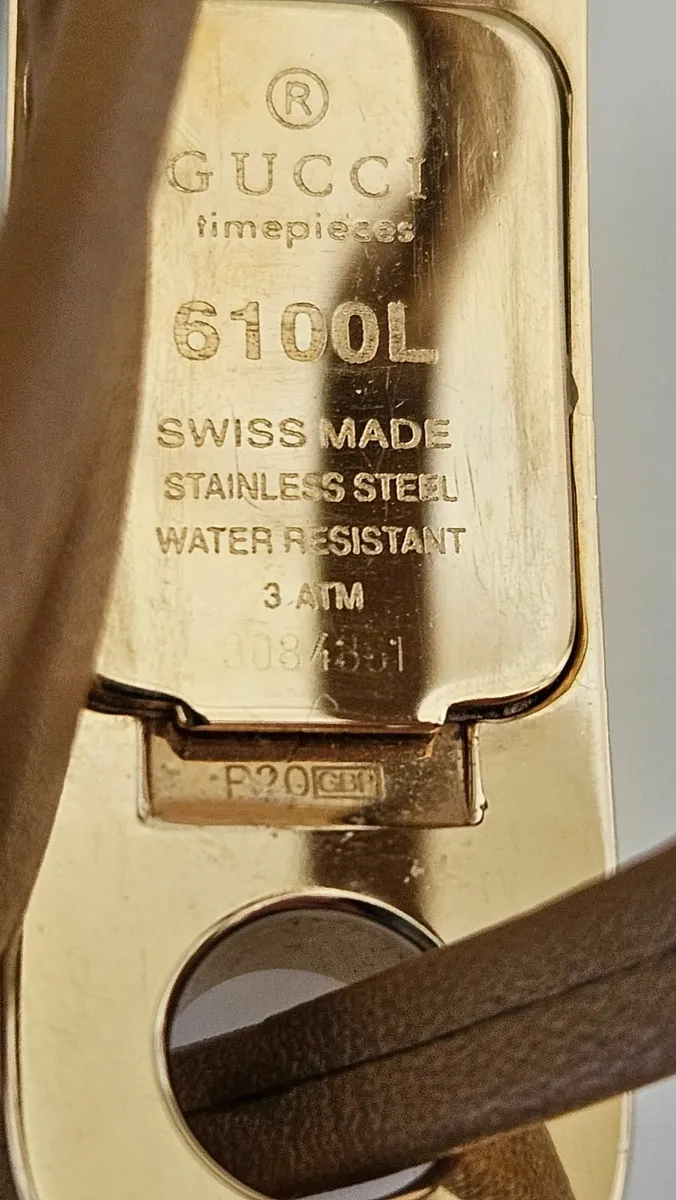 ®
GUCCI
timepieces
6100L
SWISS MADE
STAINLESS STEEL
WATER RESISTANT
3 ATM
P20 GBP